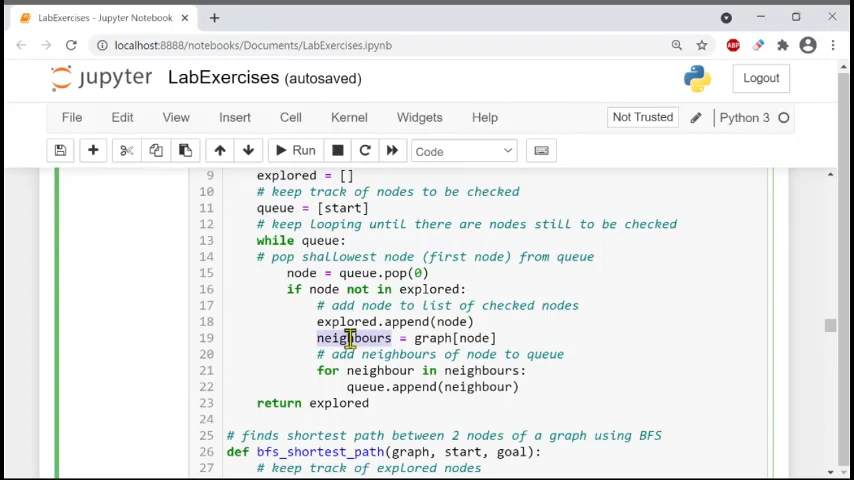 LabExercises - Jupyter Notebook
localhost:8888/notebooks/Documents/LabExercises.ipynb
ABP
jupyter LabExercises (autosaved)
Logout
File Edit View Insert Cell Kernel Widgets Help
Not Trusted
Python 3
Run
Code
9 explored = []
10 # keep track of nodes to be checked
11 queue = [start]
12 # keep looping until there are nodes still to be checked
13 while queue:
14 # pop shallowest node (first node) from queue
15 node = queue.pop(0)
16 if node not in explored:
17 # add node to list of checked nodes
18 explored.append(node)
19 neighbours = graph[node]
20 # add neighbours of node to queue
21 for neighbour in neighbours:
22 queue.append(neighbour)
23 return explored
24
25 # finds shortest path between 2 nodes of a graph using BFS
26 def bfs_shortest_path(graph, start, goal):
27 # keep track of explored nodes